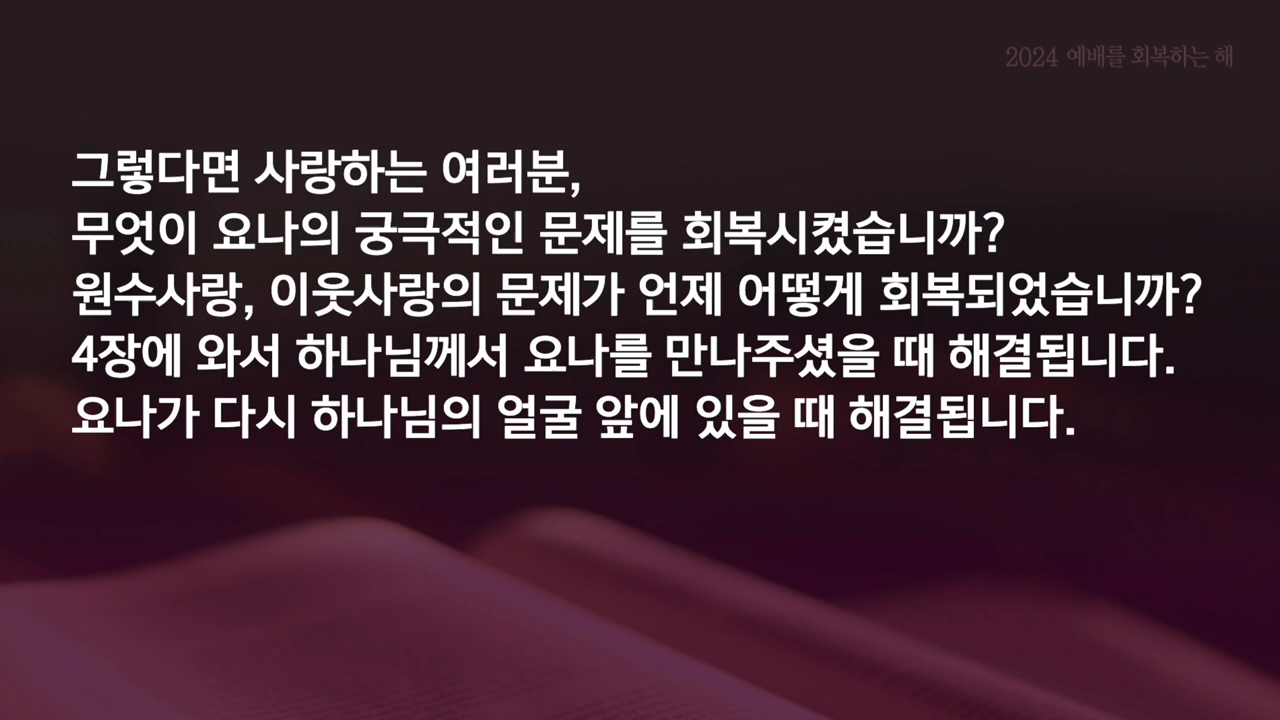 2024 예배를 회복하는 해
그렇다면 사랑하는 여러분,
무엇이 요나의 궁극적인 문제를 회복시켰습니까?
원수사랑, 이웃사랑의 문제가 언제 어떻게 회복되었습니까?
4장에 와서 하나님께서 요나를 만나주셨을 때 해결됩니다.
요나가 다시 하나님의 얼굴 앞에 있을 때 해결됩니다.